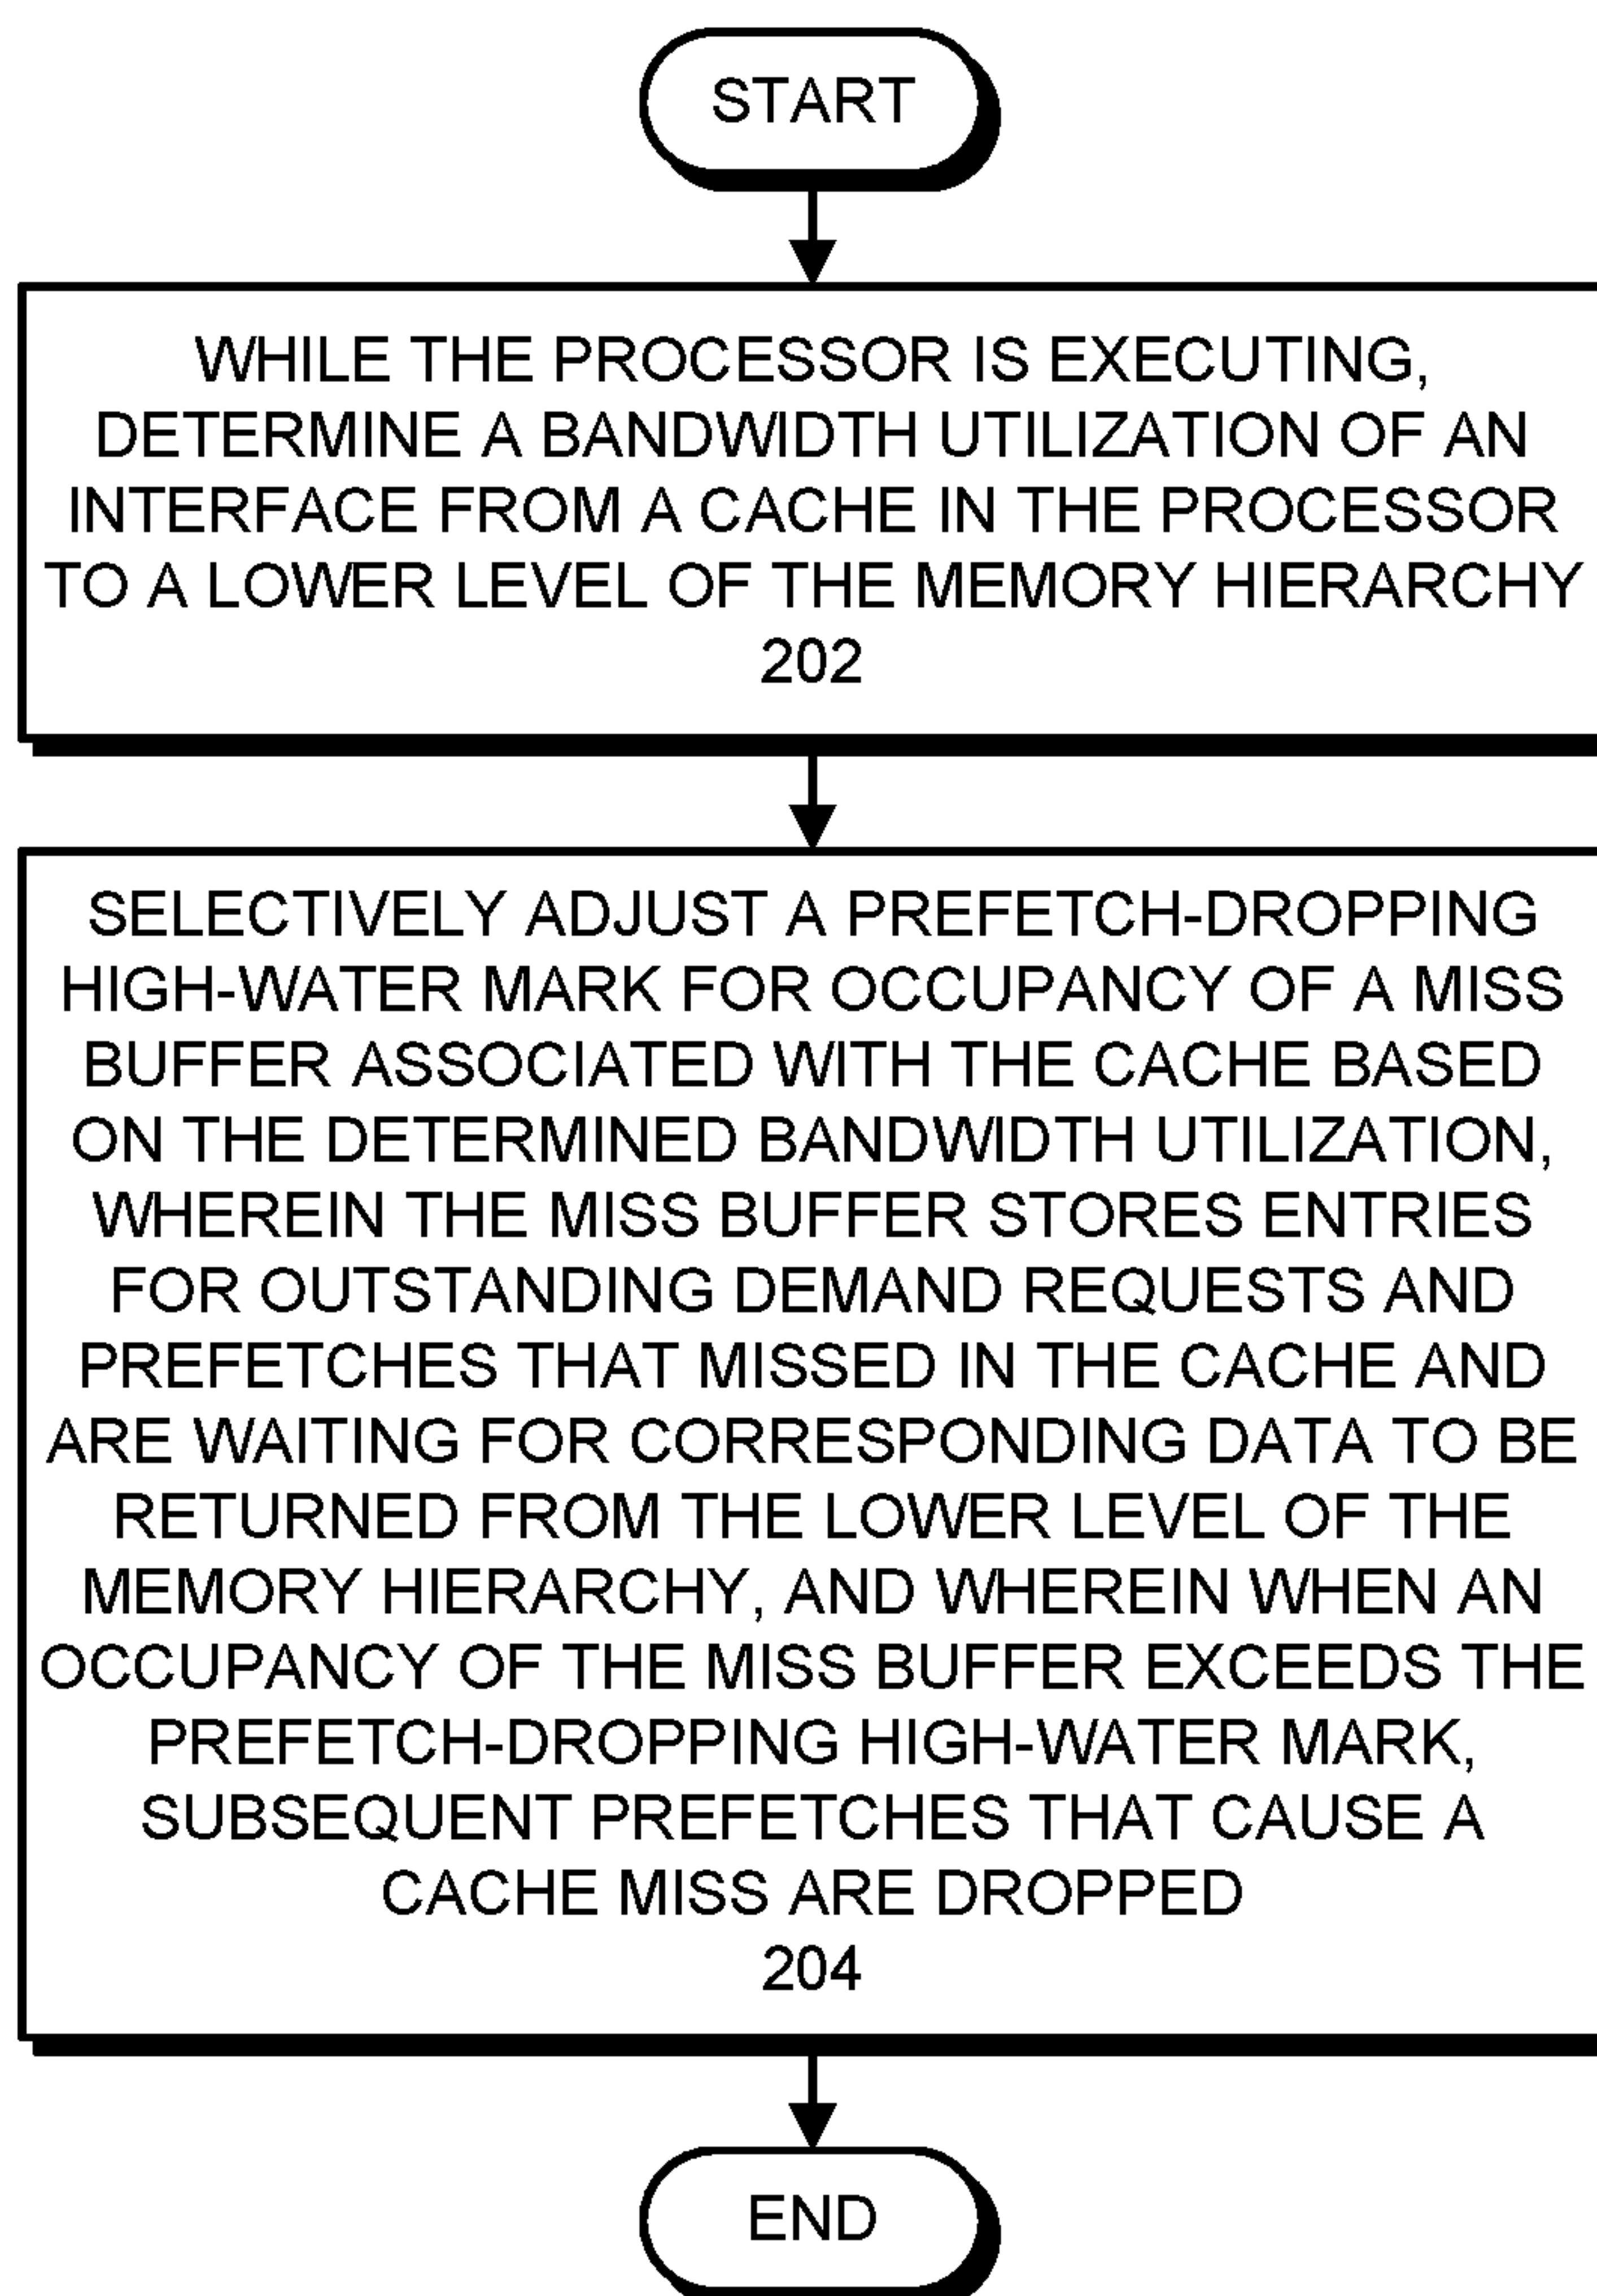 START
WHILE THE PROCESSOR IS EXECUTING,
DETERMINE A BANDWIDTH UTILIZATION OF AN
INTERFACE FROM A CACHE IN THE PROCESSOR
TO A LOWER LEVEL OF THE MEMORY HIERARCHY
202
SELECTIVELY ADJUST A PREFETCH-DROPPING
HIGH-WATER MARK FOR OCCUPANCY OF A MISS
BUFFER ASSOCIATED WITH THE CACHE BASED
ON THE DETERMINED BANDWIDTH UTILIZATION,
WHEREIN THE MISS BUFFER STORES ENTRIES
FOR OUTSTANDING DEMAND REQUESTS AND
PREFETCHES THAT MISSED IN THE CACHE AND
ARE WAITING FOR CORRESPONDING DATA TO BE
RETURNED FROM THE LOWER LEVEL OF THE
MEMORY HIERARCHY, AND WHEREIN WHEN AN
OCCUPANCY OF THE MISS BUFFER EXCEEDS THE
PREFETCH-DROPPING HIGH-WATER MARK,
SUBSEQUENT PREFETCHES THAT CAUSE A
CACHE MISS ARE DROPPED
204
END